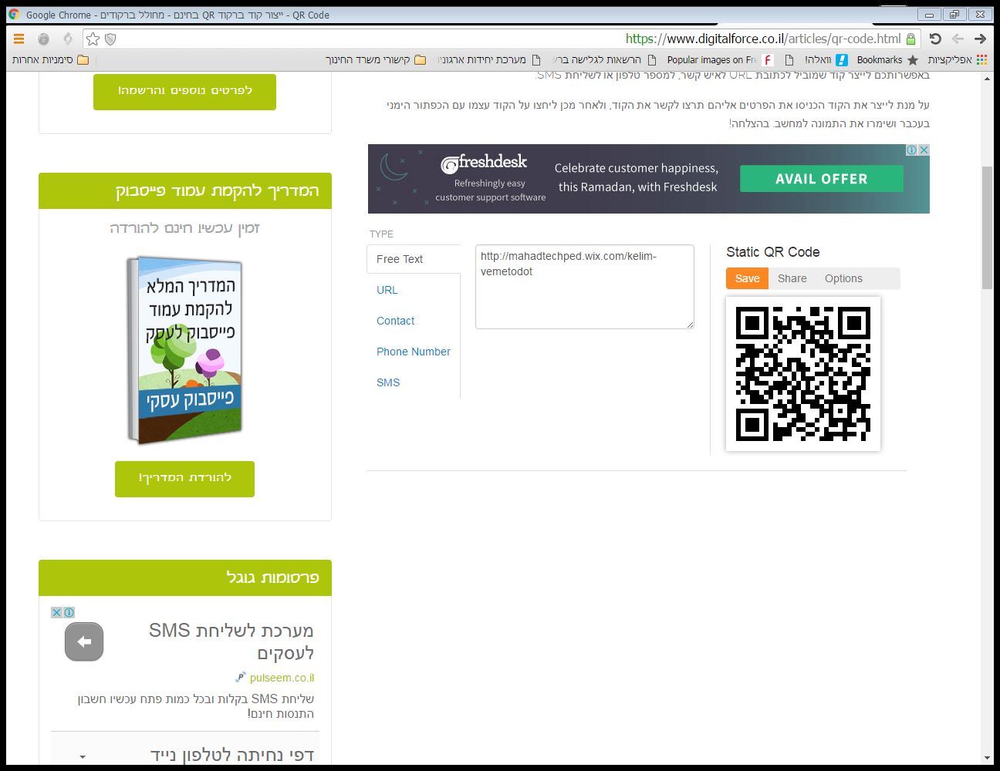 Google Chrome - ייצור קוד ברקוד QR בחינם - מחולל ברקודים - QR Code
https://www.digitalforce.co.il/articles/qr-code.html
אפליקציות
Bookmarks
וואלה!
Popular images on Fr
הרשאות לגלישה ברש
מערכת יחידות ארגוניו
קישורי משרד החינוך
סימניות אחרות
באפשרותכם לייצר קוד שמוביל לכתובת URL לאיש קשר, למספר טלפון או לשליחת SMS.
על מנת לייצר את הקוד הכניסו את הפרטים אליהם תרצו לקשר את הקוד, ולאחר מכן ליחצו על הקוד עצמו עם הכפתור הימני
בעכבר ושימרו את התמונה למחשב. בהצלחה!
freshdesk
Refreshingly easy
customer support software
Celebrate customer happiness,
this Ramadan, with Freshdesk
AVAIL OFFER
TYPE
Free Text
URL
Contact
Phone Number
SMS
http://mahadtechped.wix.com/kelim-
vemetodot
Static QR Code
Save Share Options
לפרטים נוספים והרשמה!
המדריך להקמת עמוד פייסבוק
זמין עכשיו חינם להורדה
המדריך המלא
להקמת עמוד
פייסבוק לעסק
פייסבוק עסקי
להורדת המדריך!
פרסומות גוגל
מערכת לשליחת SMS
לעסקים
pulseem.co.il
שליחת SMS בקלות ובכל כמות פתח עכשיו חשבון
התנסות חינם!
דפי נחיתה לטלפון נייד